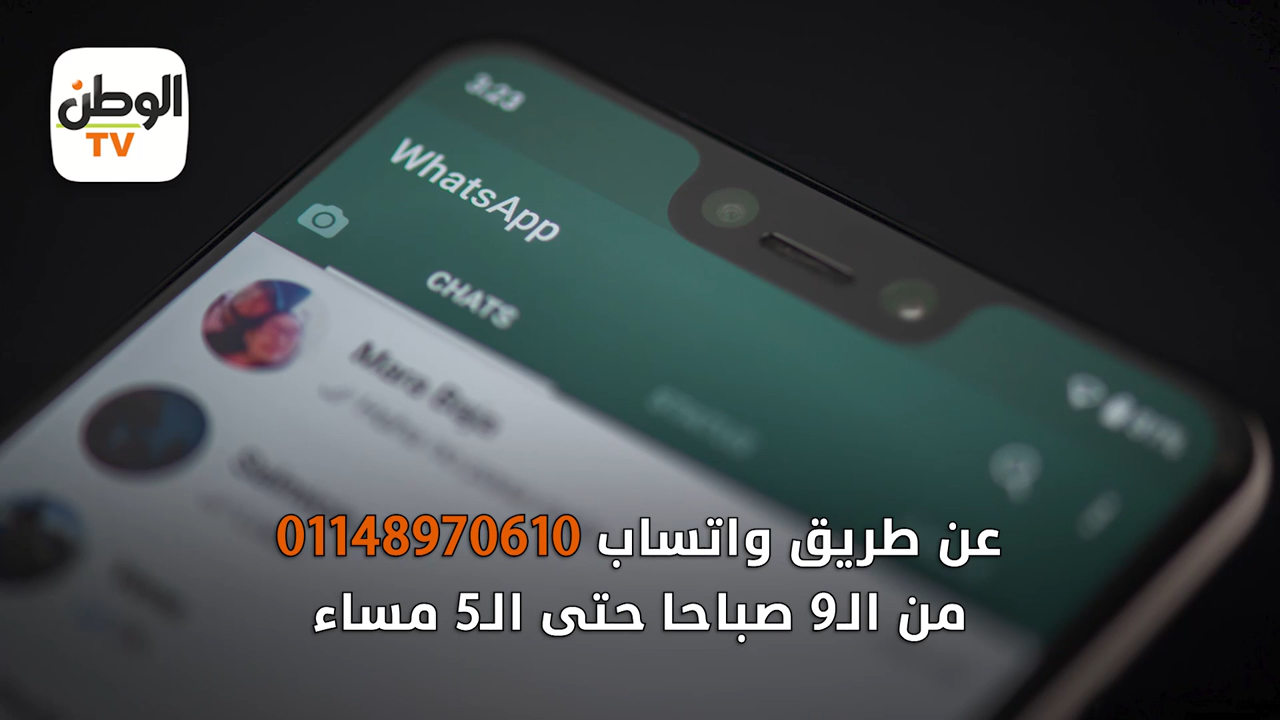 الوطن
TV
3:23
WhatsApp
CHATS
عن طريق واتساب 01148970610
من الـ9 صباحا حتى الـ5 مساء